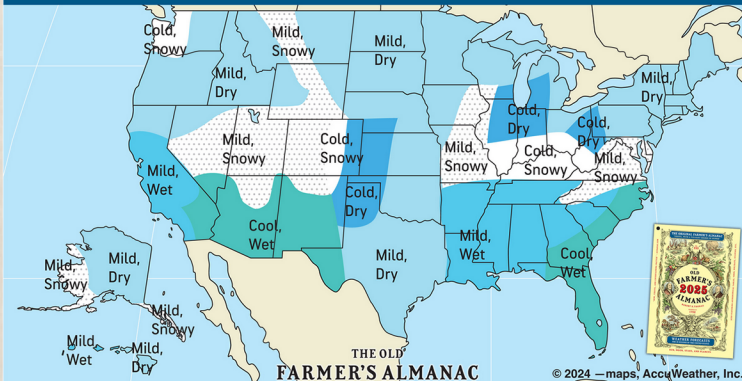 Cold,
Snowy
Mild,
Snowy
Mild,
Dry
Mild,
Dry
Mild,
Dry
Cold,
Dry
Cold,
Dry
Mild,
Snowy
Cold,
Snowy
Mild,
Snowy
Cold,
Snowy
Mild,
Snowy
Mild,
Wet
Cold,
Dry
Cool,
Wet
Mild,
Wet
Cool,
Wet
Mild,
Dry
Mild,
Snowy
Mild,
Dry
Mild,
Snowy
Mild,
Wet
Mild,
Dry
THE
OLD
FARMER'S
2025
ALMANAC
THE OLD
FARMER'S ALMANAC
© 2024 —maps, AccuWeather, Inc.